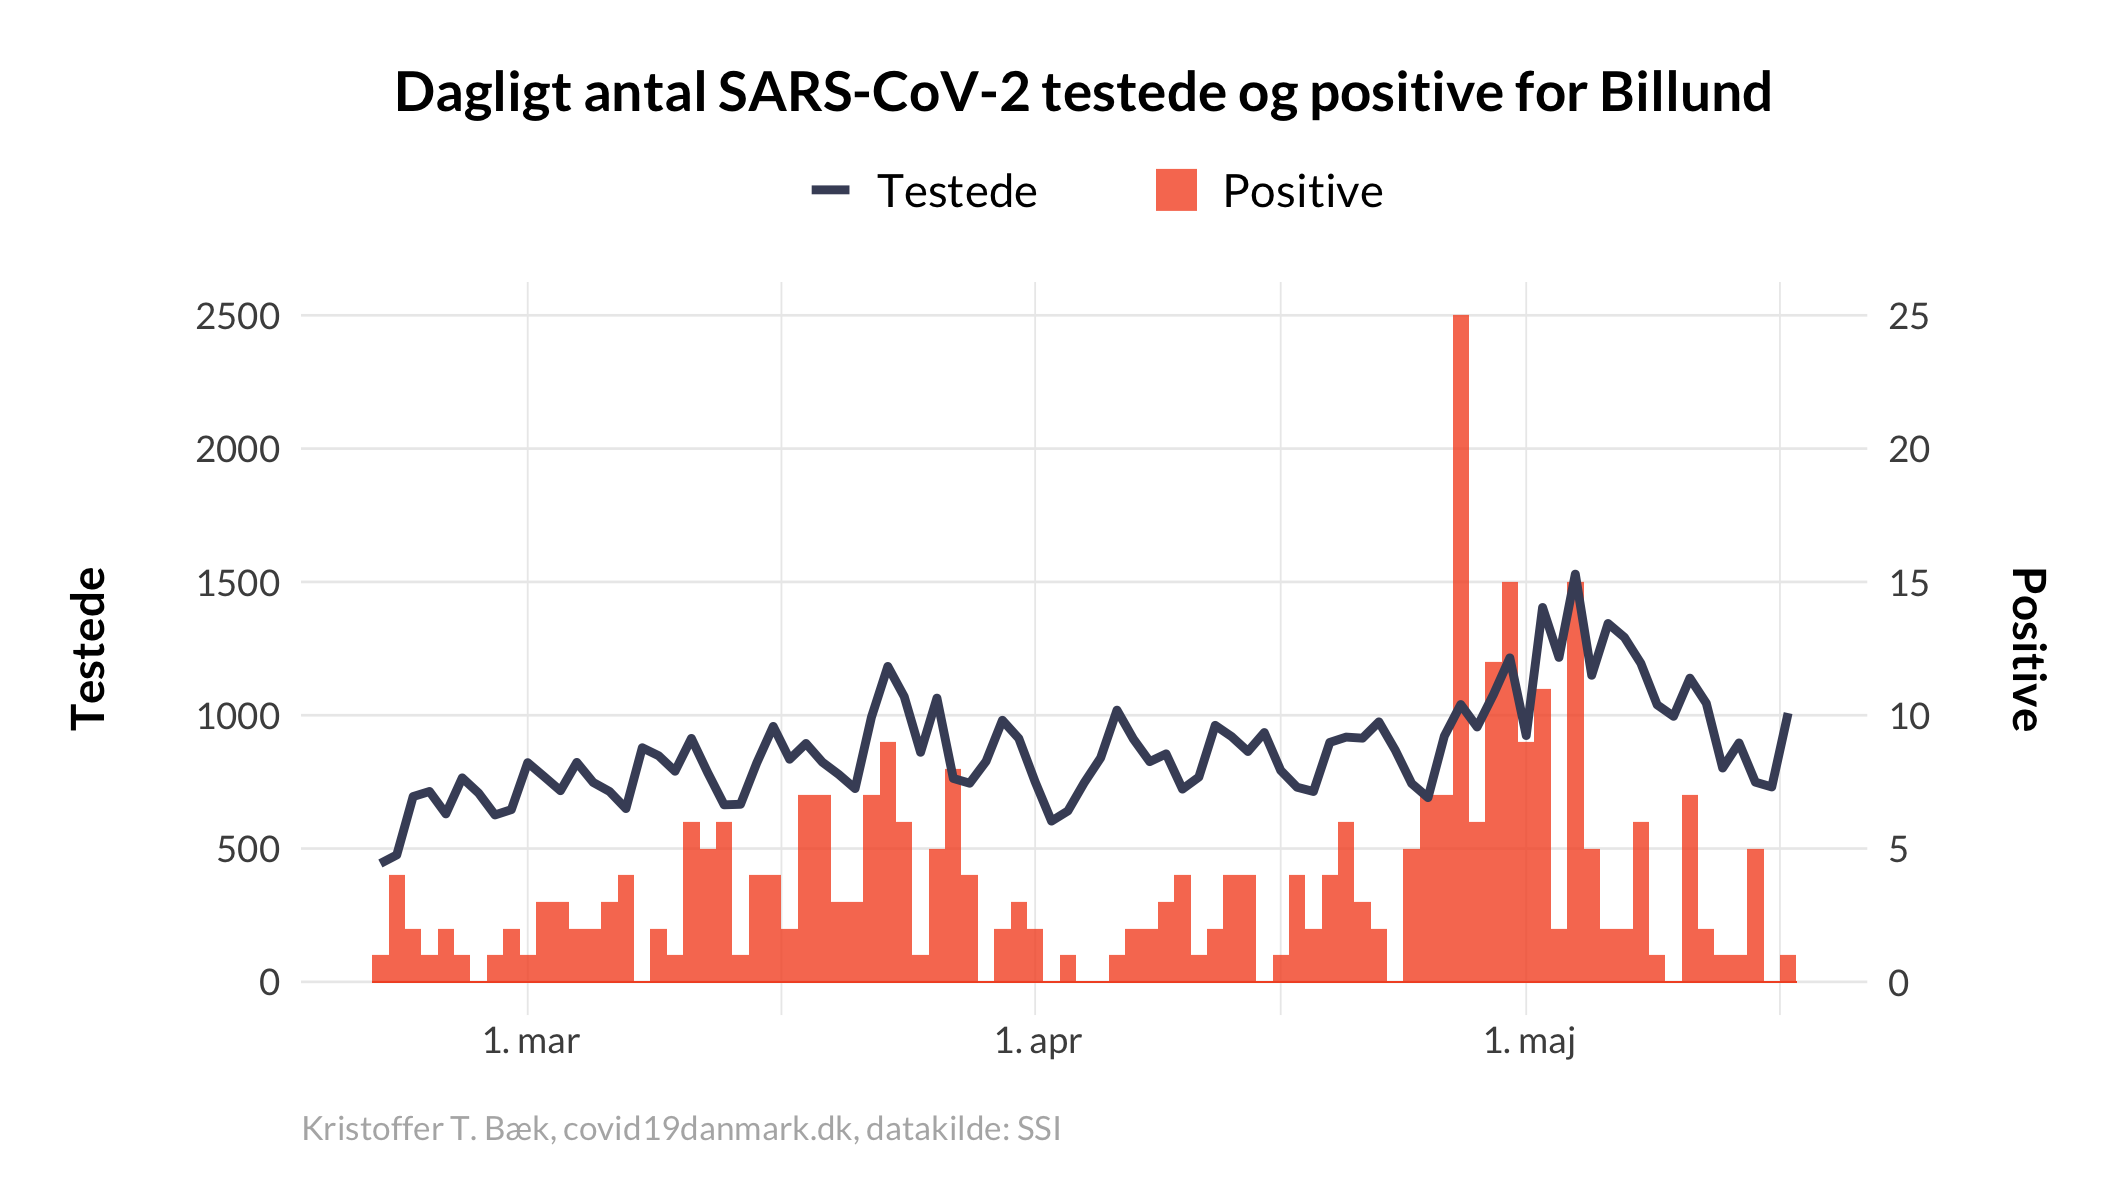 Dagligt antal SARS-CoV-2 testede og positive for Billund
Testede Positive
2500 25
2000 20
1500 15
1000 10
500 5
0 0
Testede
Positive
1. mar 1. apr 1. maj
Kristoffer T. Bæk, covid19danmark.dk, datakilde: SSI